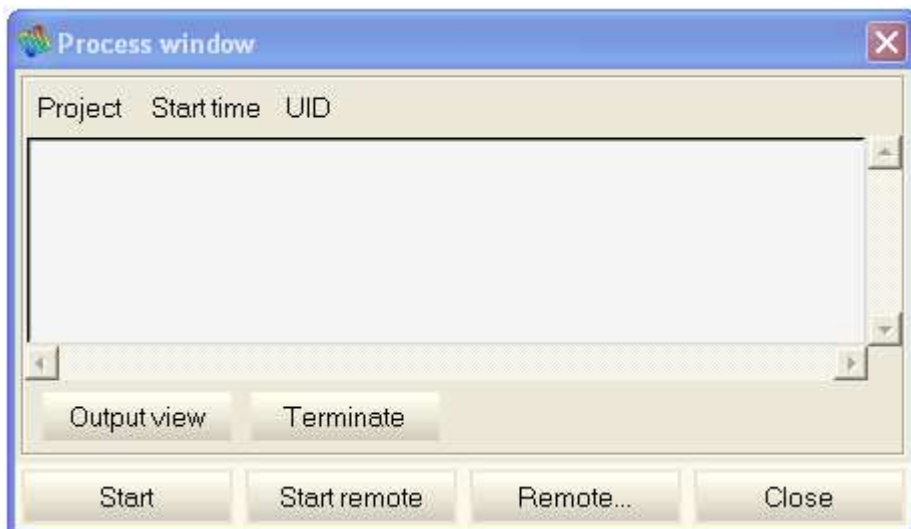 Process window
Project Start time UID
Output view Terminate
Start Start remote Remote... Close